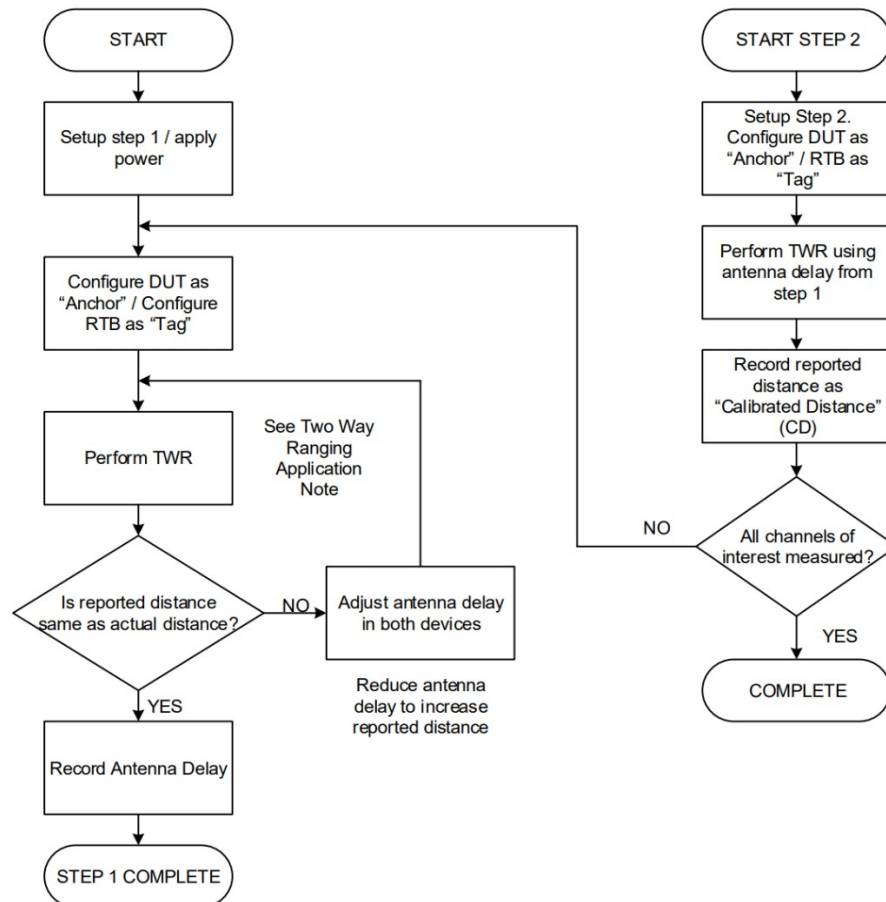 START
Setup step 1 / apply
power
Configure DUT as
“Anchor” / Configure
RTB as “Tag”
Perform TWR
See Two Way
Ranging
Application
Note
Is reported distance
same as actual distance?
NO
Adjust antenna delay
in both devices
Reduce antenna
delay to increase
reported distance
YES
Record Antenna Delay
STEP 1 COMPLETE
START STEP 2
Setup Step 2.
Configure DUT as
“Anchor” / RTB as
“Tag”
Perform TWR using
antenna delay from
step 1
Record reported
distance as
“Calibrated Distance”
(CD)
All channels of
interest measured?
NO
YES
COMPLETE